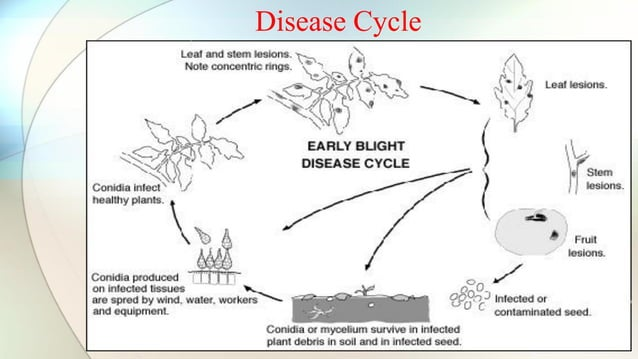 Disease Cycle
Leaf and stem lesions.
Note concentric rings.
Leaf lesions.
EARLY BLIGHT
DISEASE CYCLE
Stem
lesions.
Conidia infect
healthy plants.
Fruit
lesions.
Conidia produced
on infected tissues
are spred by wind, water, workers
and equipment.
Infected or
contaminated seed.
Conidia or mycelium survive in infected
plant debris in soil and in infected seed.